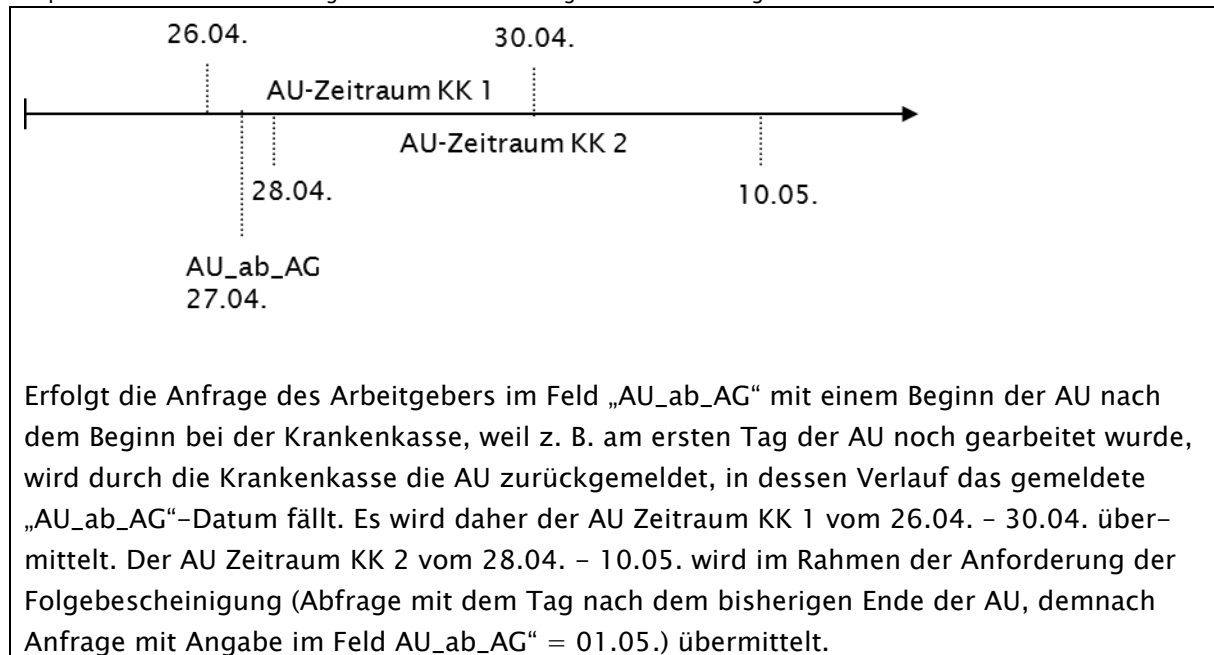 26.04.
30.04.
AU-Zeitraum KK 1
AU-Zeitraum KK 2
28.04.
10.05.
AU_ab_AG
27.04.
Erfolgt die Anfrage des Arbeitgebers im Feld „AU_ab_AG“ mit einem Beginn der AU nach
dem Beginn bei der Krankenkasse, weil z. B. am ersten Tag der AU noch gearbeitet wurde,
wird durch die Krankenkasse die AU zurückgemeldet, in dessen Verlauf das gemeldete
„AU_ab_AG“-Datum fällt. Es wird daher der AU Zeitraum KK 1 vom 26.04. – 30.04. über-
mittelt. Der AU Zeitraum KK 2 vom 28.04. – 10.05. wird im Rahmen der Anforderung der
Folgebescheinigung (Abfrage mit dem Tag nach dem bisherigen Ende der AU, demnach
Anfrage mit Angabe im Feld AU_ab_AG“ = 01.05.) übermittelt.